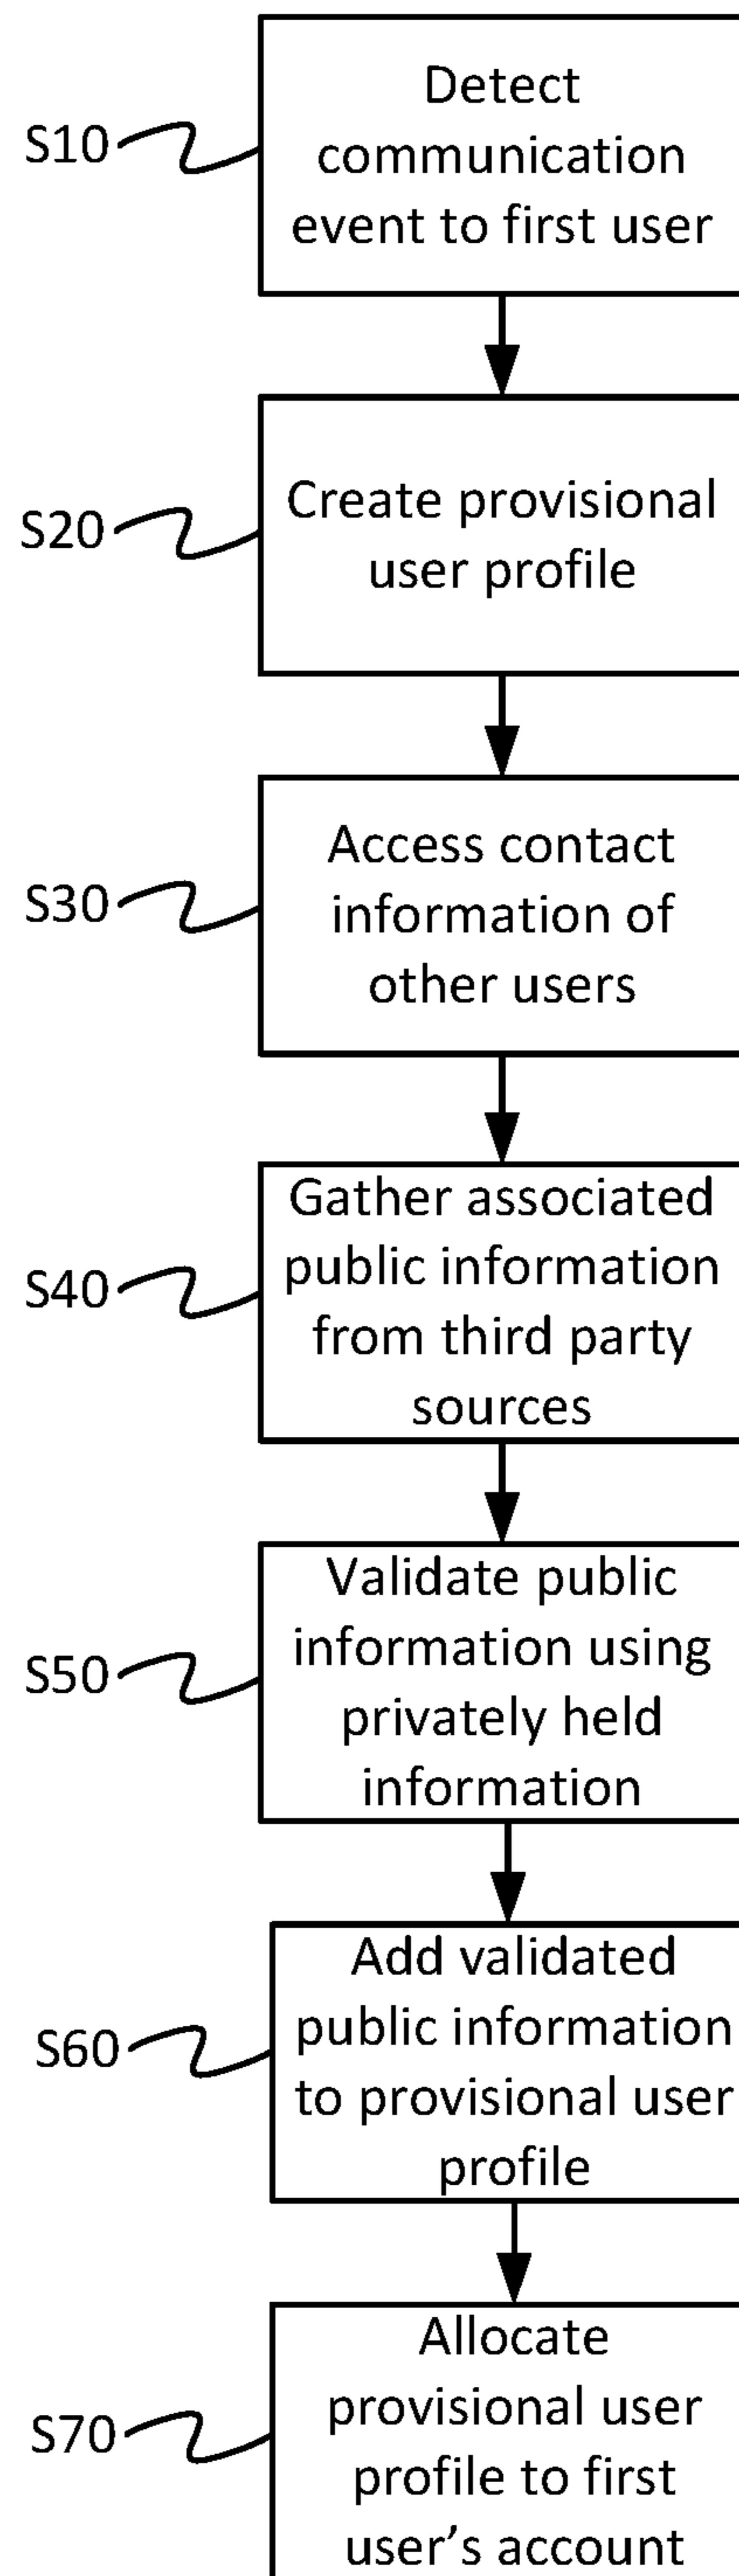 Detect
S10
communication
event to first user
Create provisional
S20
user profile
Access contact
S30
information of
other users
Gather associated
public information
S40
from third party
sources
Validate public
information using
S50
privately held
information
Add validated
public information
S60
to provisional user
profile
Allocate
provisional user
S70
profile to first
user's account